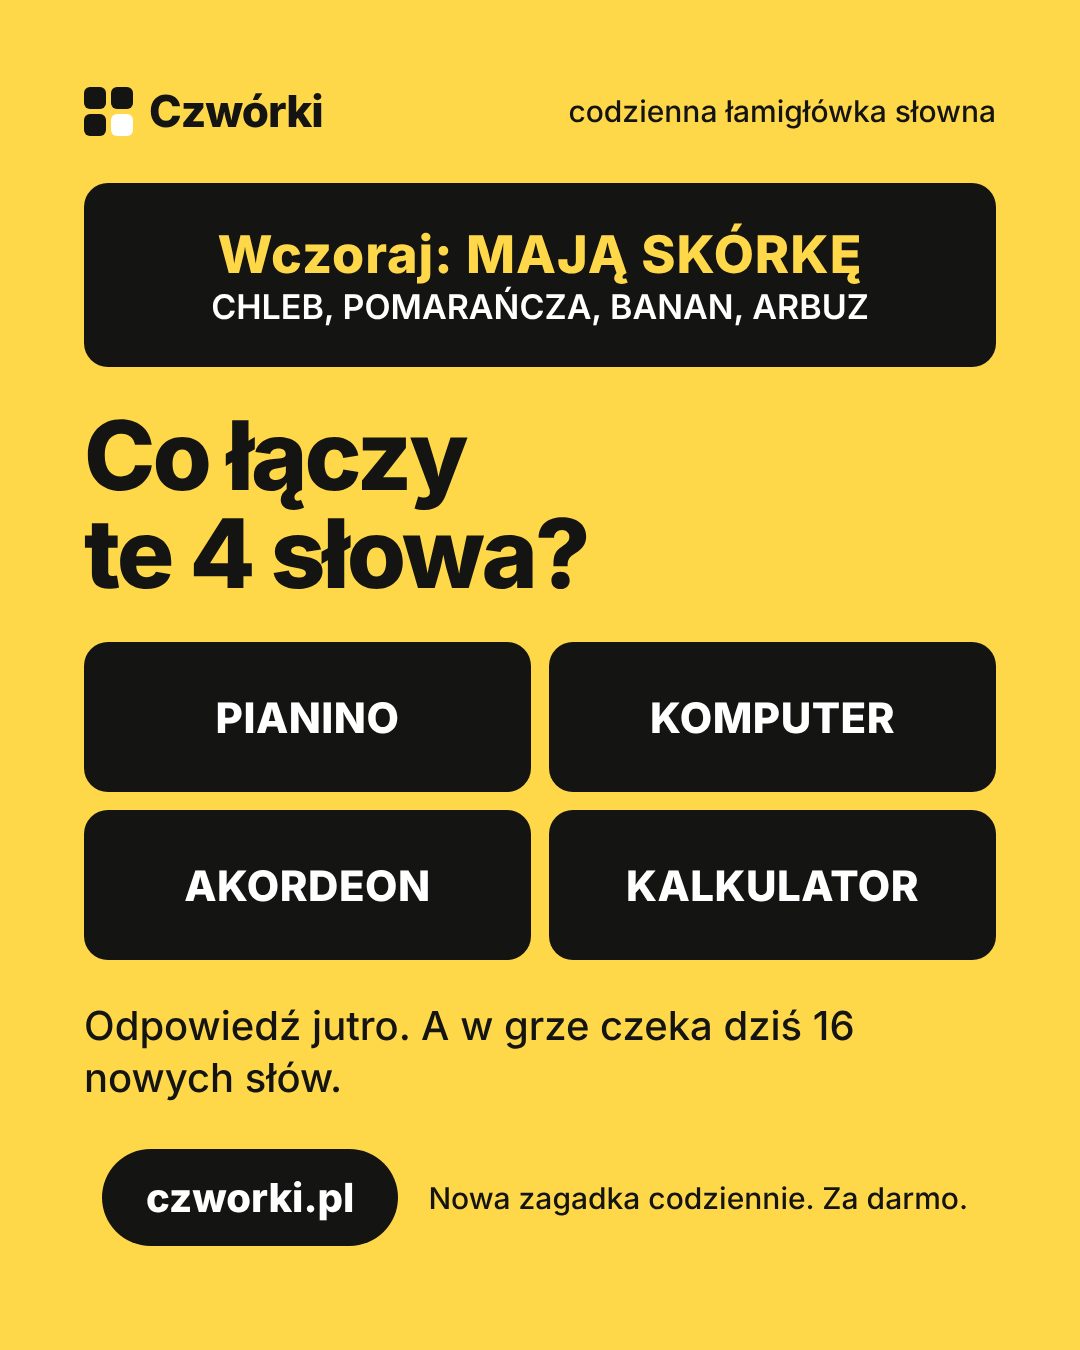 Czwórki
codzienna łamigłówka słowna
Wczoraj: MAJĄ SKÓRKĘ
CHLEB, POMARAŃCZA, BANAN, ARBUZ
Co łączy
te 4 słowa?
PIANINO
KOMPUTER
AKORDEON
KALKULATOR
Odpowiedź jutro. A w grze czeka dziś 16
nowych słów.
czworki.pl
Nowa zagadka codziennie. Za darmo.